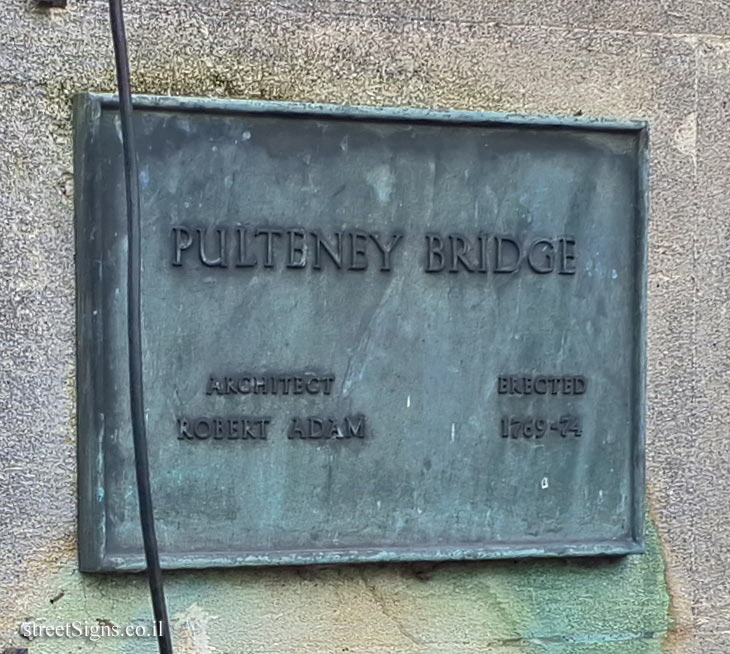 PULTENEY BRIDGE
ARCHITECT
ROBERT ADAM
ERECTED
1769-74
streetSigns.co.il